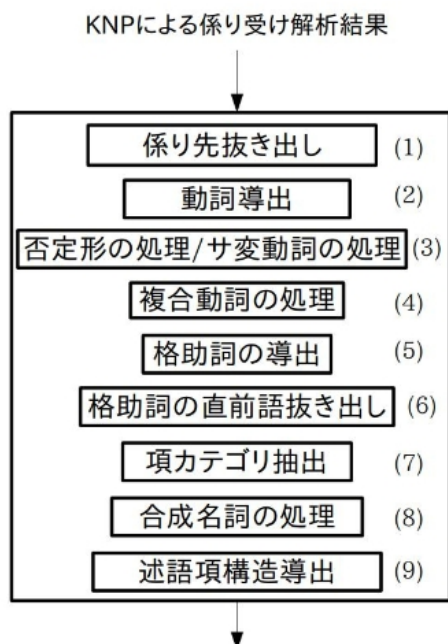 KNPによる係り受け解析結果
係り先抜き出し (1)
動詞導出 (2)
否定形の処理/サ変動詞の処理 (3)
複合動詞の処理 (4)
格助詞の導出 (5)
格助詞の直前語抜き出し (6)
項カテゴリ抽出 (7)
合成名詞の処理 (8)
述語項構造導出 (9)